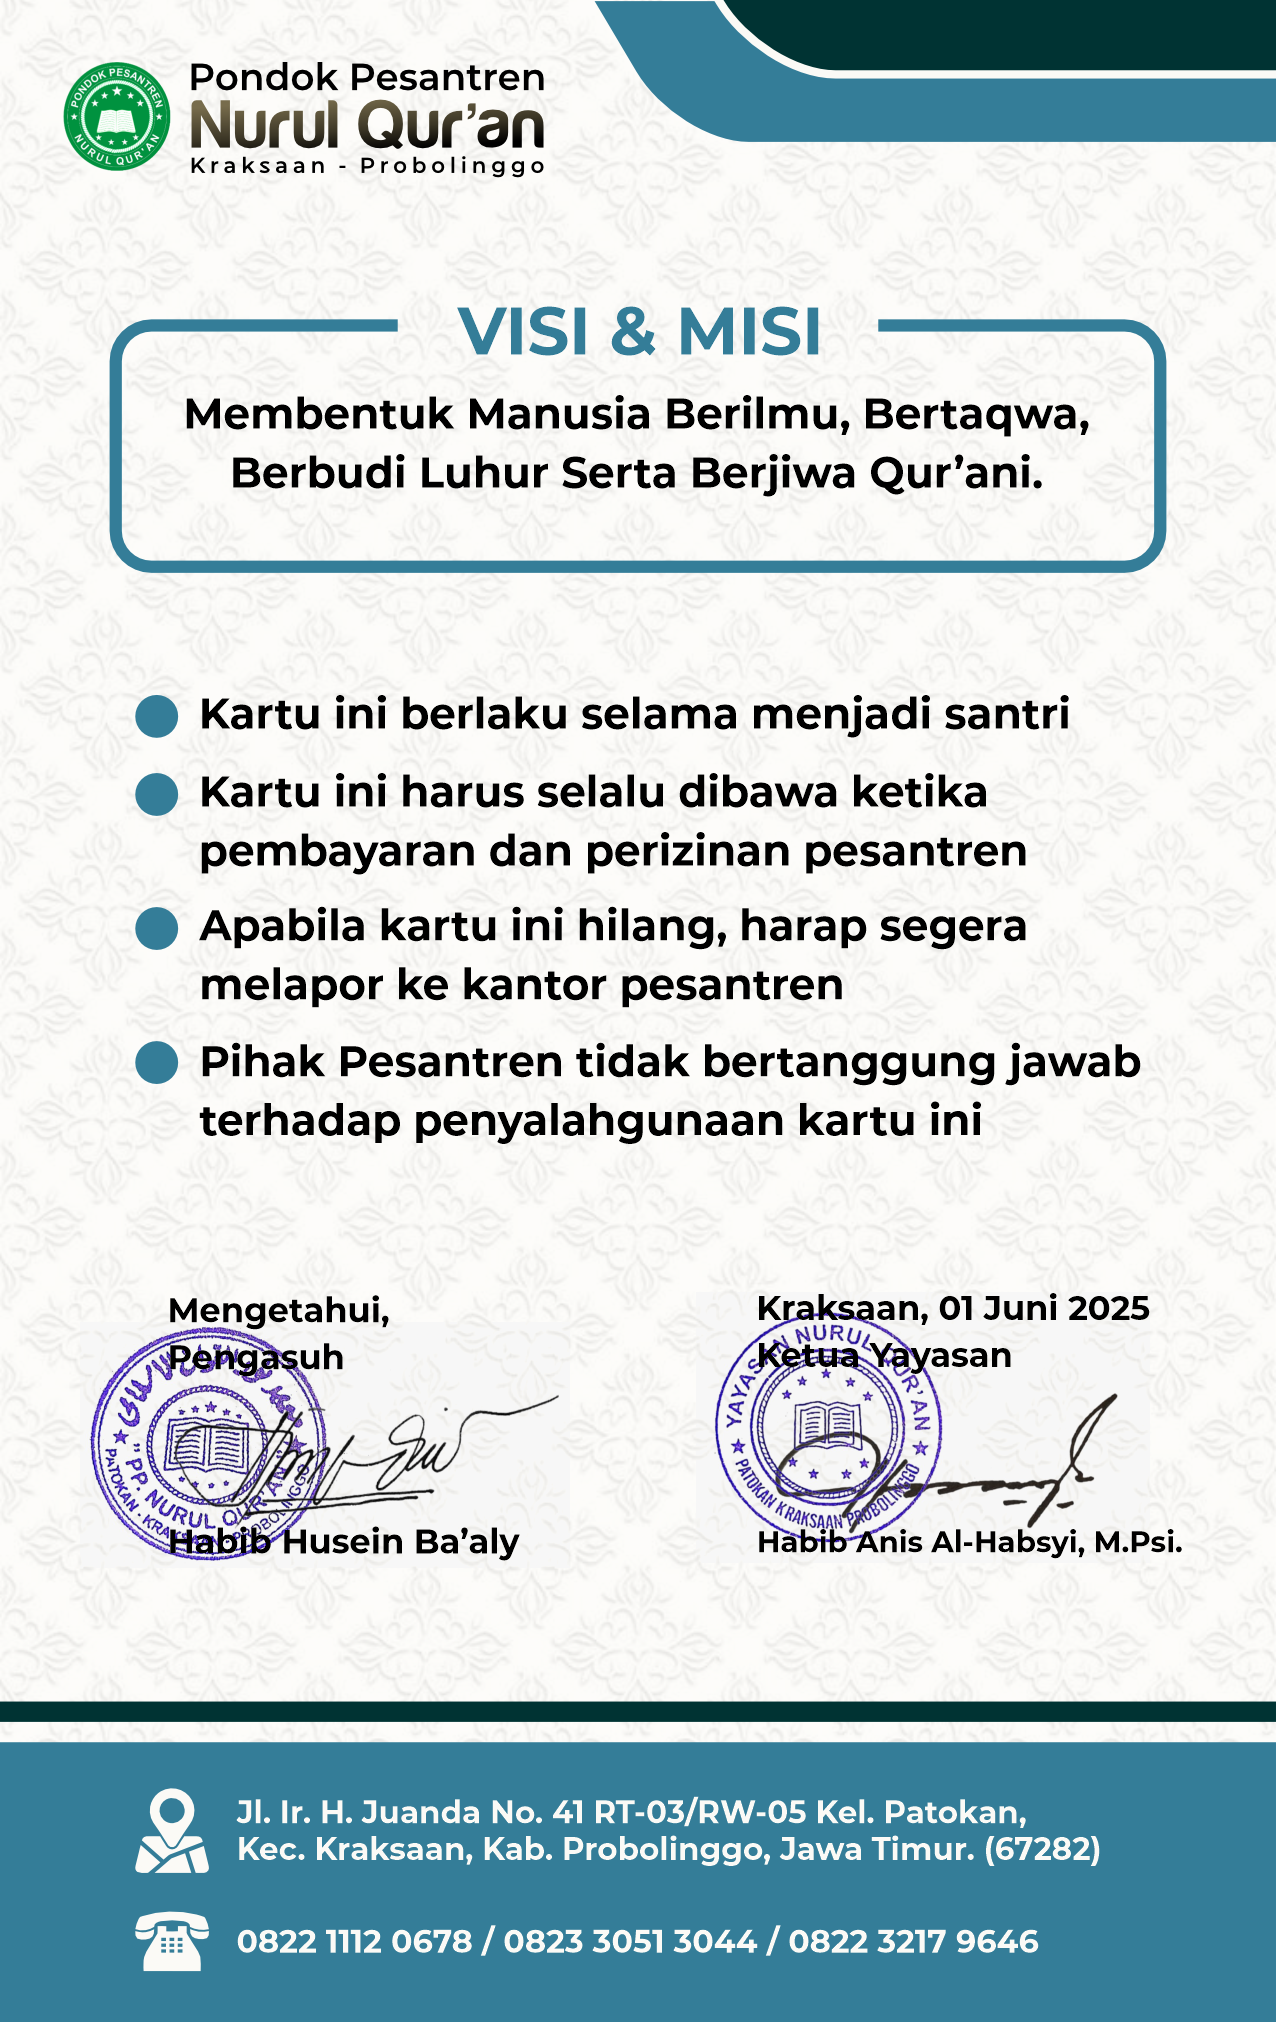 PONDOK PESANTREN
NURUL QUR'AN
Pondok Pesantren
Nurul Qur'an
Kraksaan - Probolinggo
VISI & MISI
Membentuk Manusia Berilmu, Bertaqwa,
Berbudi Luhur Serta Berjiwa Qur'ani.
Kartu ini berlaku selama menjadi santri
Kartu ini harus selalu dibawa ketika
pembayaran dan perizinan pesantren
Apabila kartu ini hilang, harap segera
melapor ke kantor pesantren
Pihak Pesantren tidak bertanggung jawab
terhadap penyalahgunaan kartu ini
Mengetahui,
Pengasuh
"PP. NURUL QUR'AN"
PATOKAN - KRAKSAAN - PROBOLINGGO
Habib Husein Ba'aly
Kraksaan, 01 Juni 2025
Ketua Yayasan
YAYASAN NURUL QUR'AN
PATOKAN KRAKSAAN PROBOLINGGO
Habib Anis Al-Habsyi, M.Psi.
Jl. Ir. H. Juanda No. 41 RT-03/RW-05 Kel. Patokan,
Kec. Kraksaan, Kab. Probolinggo, Jawa Timur. (67282)
0822 1112 0678 / 0823 3051 3044 / 0822 3217 9646